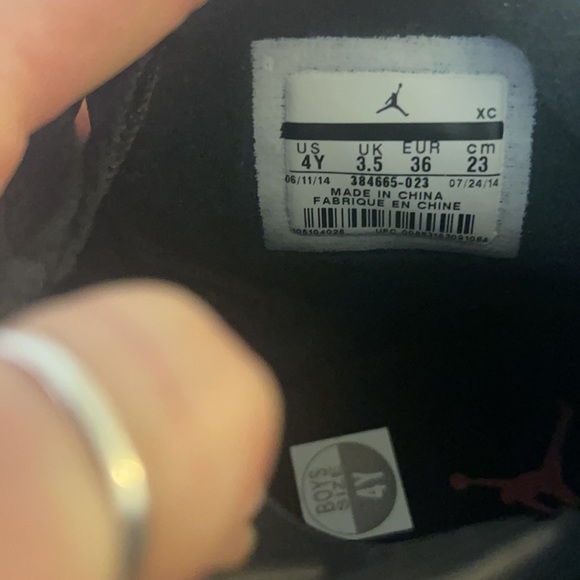 XC
US UK EUR cm
4Y 3.5 36 23
06/11/14 384665-023 07/24/14
MADE IN CHINA
FABRIQUE EN CHINE
BOYS
SIZE
4Y